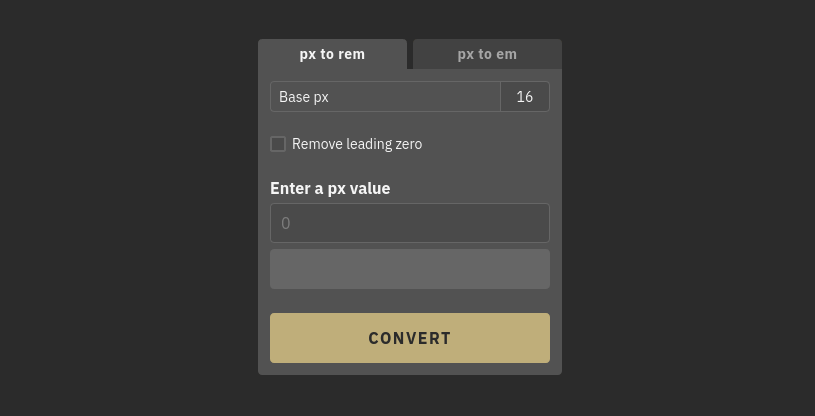 px to rem
px to em
Base px
16
Remove leading zero
Enter a px value
0
CONVERT